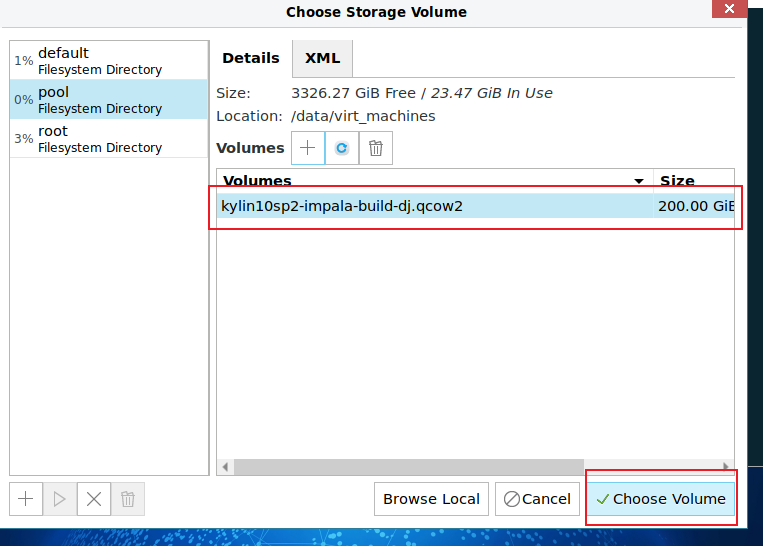 Choose Storage Volume
1% default
Filesystem Directory
0% pool
Filesystem Directory
3% root
Filesystem Directory
Details XML
Size: 3326.27 GiB Free / 23.47 GiB In Use
Location: /data/virt_machines
Volumes
Volumes Size
kylin10sp2-impala-build-dj.qcow2 200.00 GiB
Browse Local Cancel Choose Volume